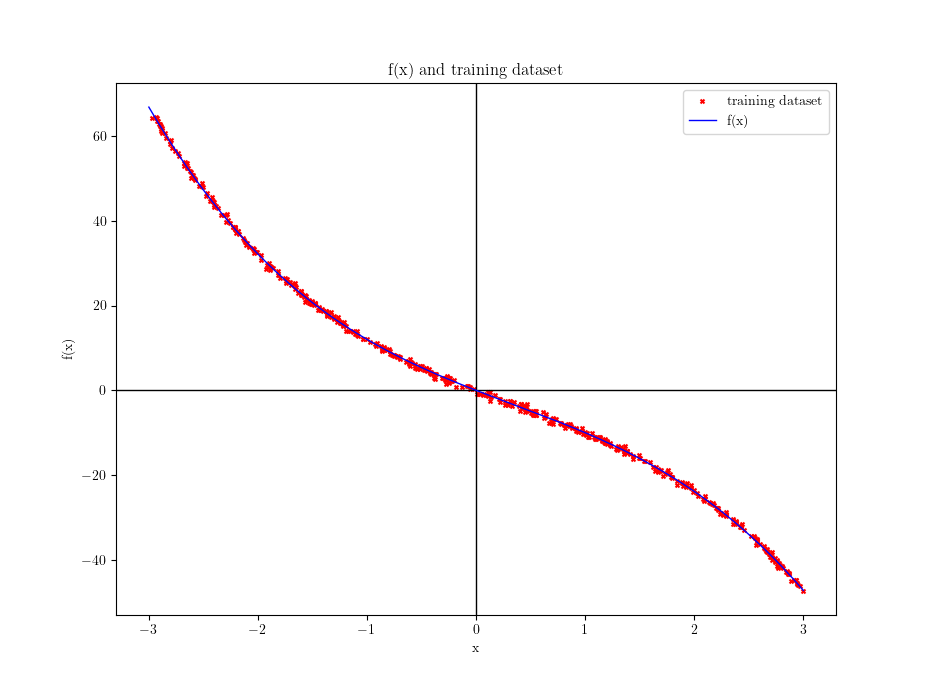 f(x) and training dataset
training dataset
f(x)
60
40
20
0
−20
−40
f(x)
−3 −2 −1 0 1 2 3
x